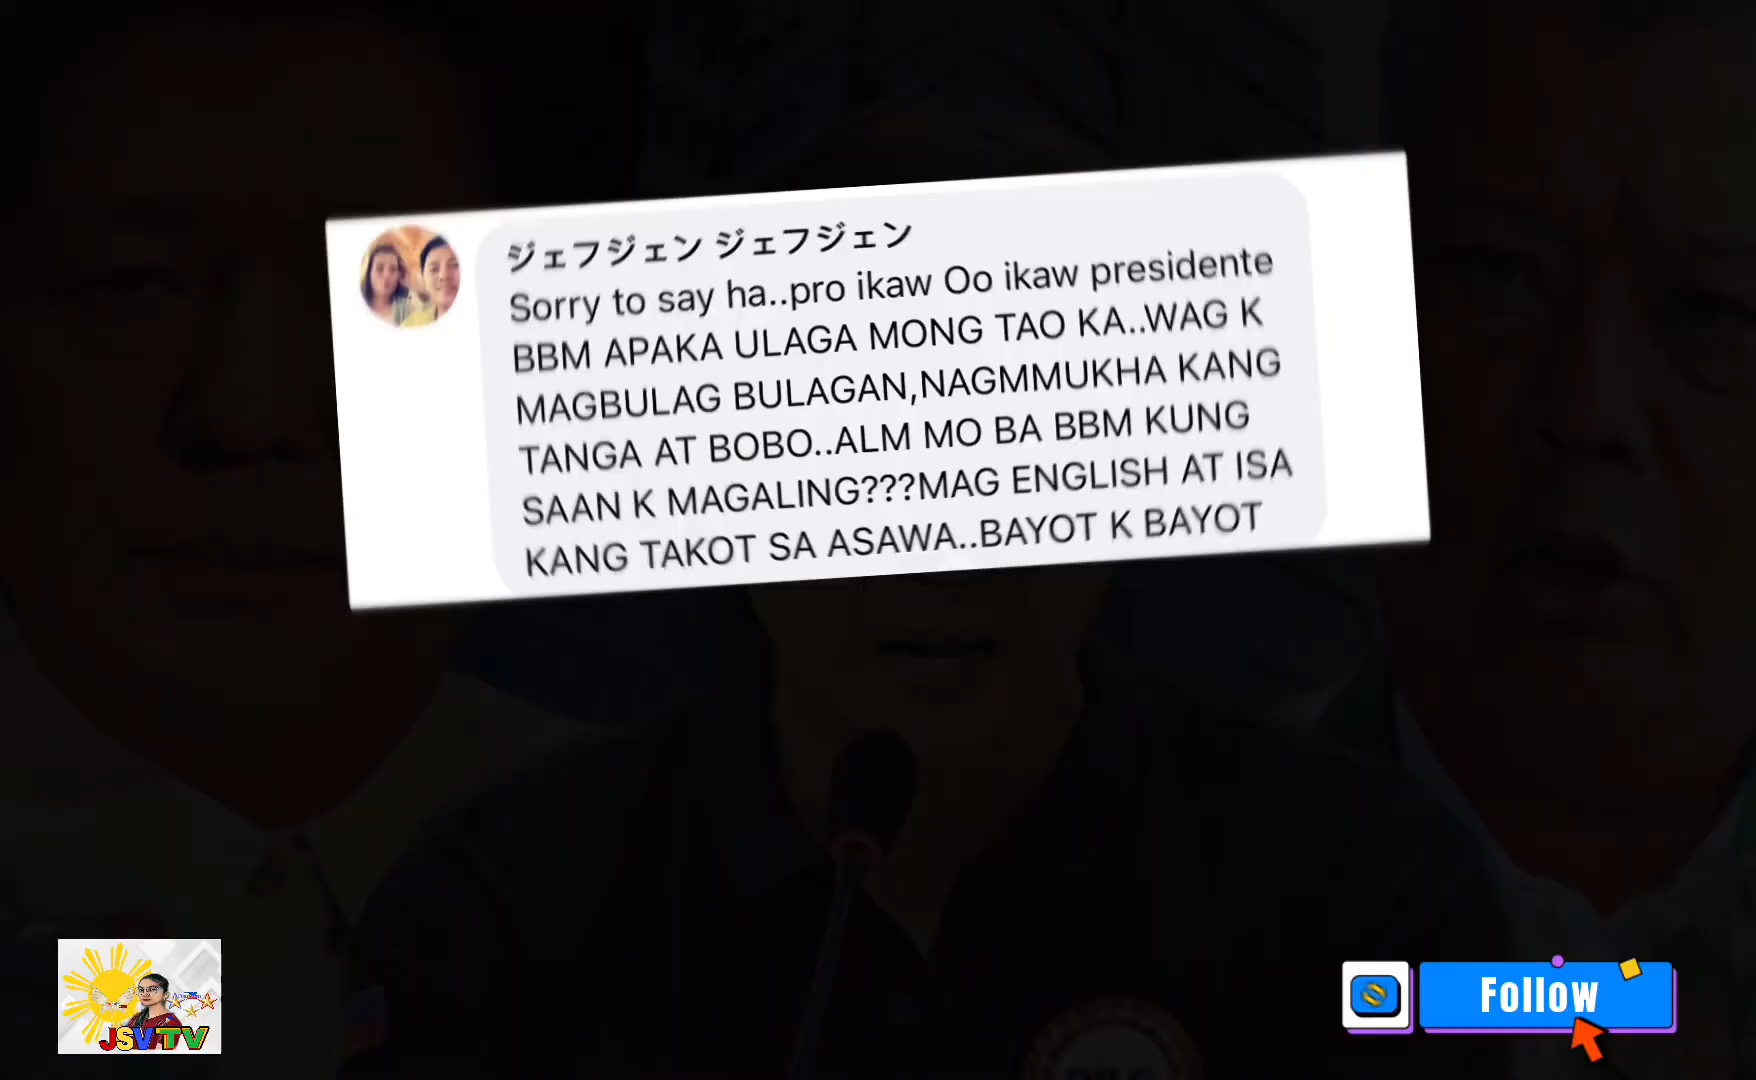 ジェフジェン ジェフジェン
Sorry to say ha..pro ikaw Oo ikaw presidente
BBM APAKA ULAGA MONG TAO KA..WAG K
MAGBULAG BULAGAN,NAGMMUKHA KANG
TANGA AT BOBO..ALM MO BA BBM KUNG
SAAN K MAGALING???MAG ENGLISH AT ISA
KANG TAKOT SA ASAWA..BAYOT K BAYOT
JSV TV
Follow